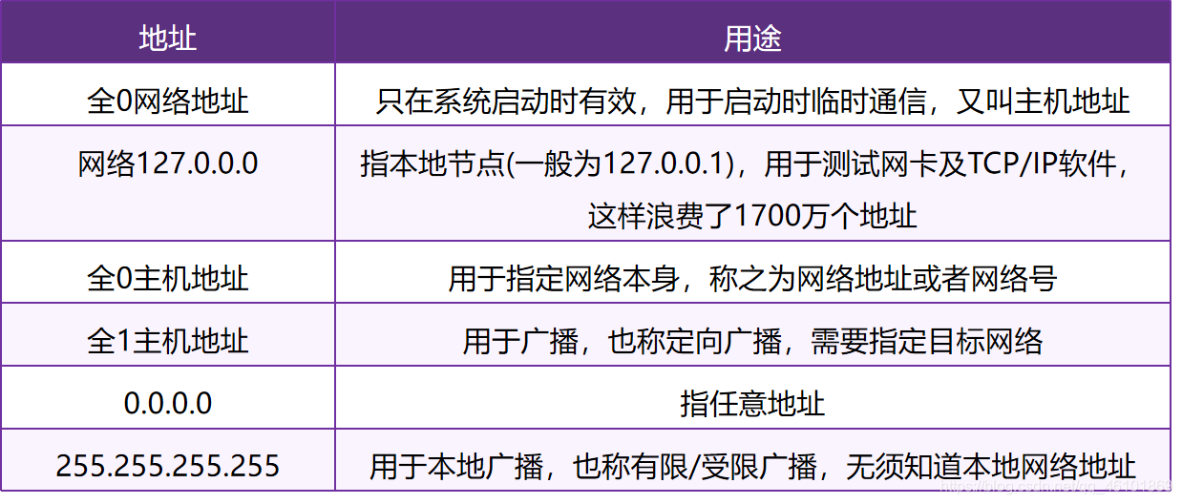 地址 用途
全0网络地址 只在系统启动时有效，用于启动时临时通信，又叫主机地址
网络127.0.0.0 指本地节点(一般为127.0.0.1)，用于测试网卡及TCP/IP软件，
这样浪费了1700万个地址
全0主机地址 用于指定网络本身，称之为网络地址或者网络号
全1主机地址 用于广播，也称定向广播，需要指定目标网络
0.0.0.0 指任意地址
255.255.255.255 用于本地广播，也称有限/受限广播，无须知道本地网络地址